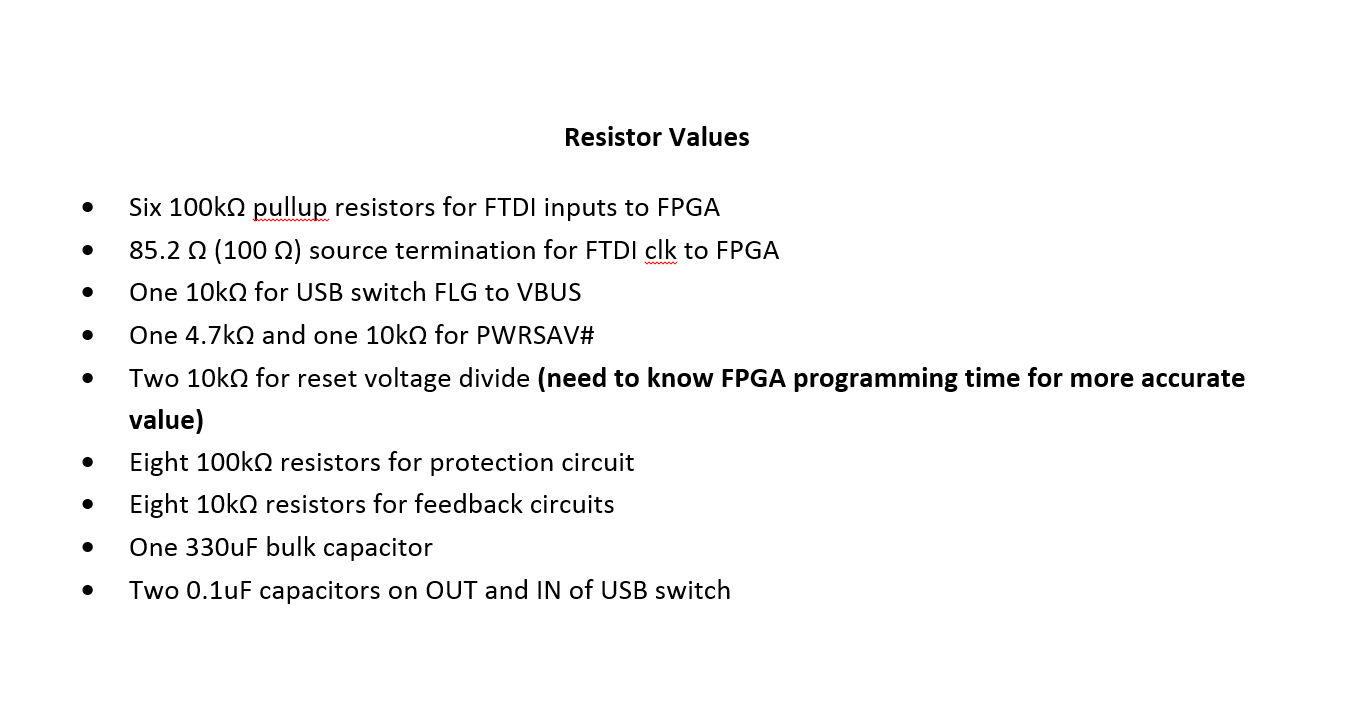 Resistor Values
• Six 100kΩ pullup resistors for FTDI inputs to FPGA
• 85.2 Ω (100 Ω) source termination for FTDI clk to FPGA
• One 10kΩ for USB switch FLG to VBUS
• One 4.7kΩ and one 10kΩ for PWRSAV#
• Two 10kΩ for reset voltage divide (need to know FPGA programming time for more accurate
value)
• Eight 100kΩ resistors for protection circuit
• Eight 10kΩ resistors for feedback circuits
• One 330uF bulk capacitor
• Two 0.1uF capacitors on OUT and IN of USB switch